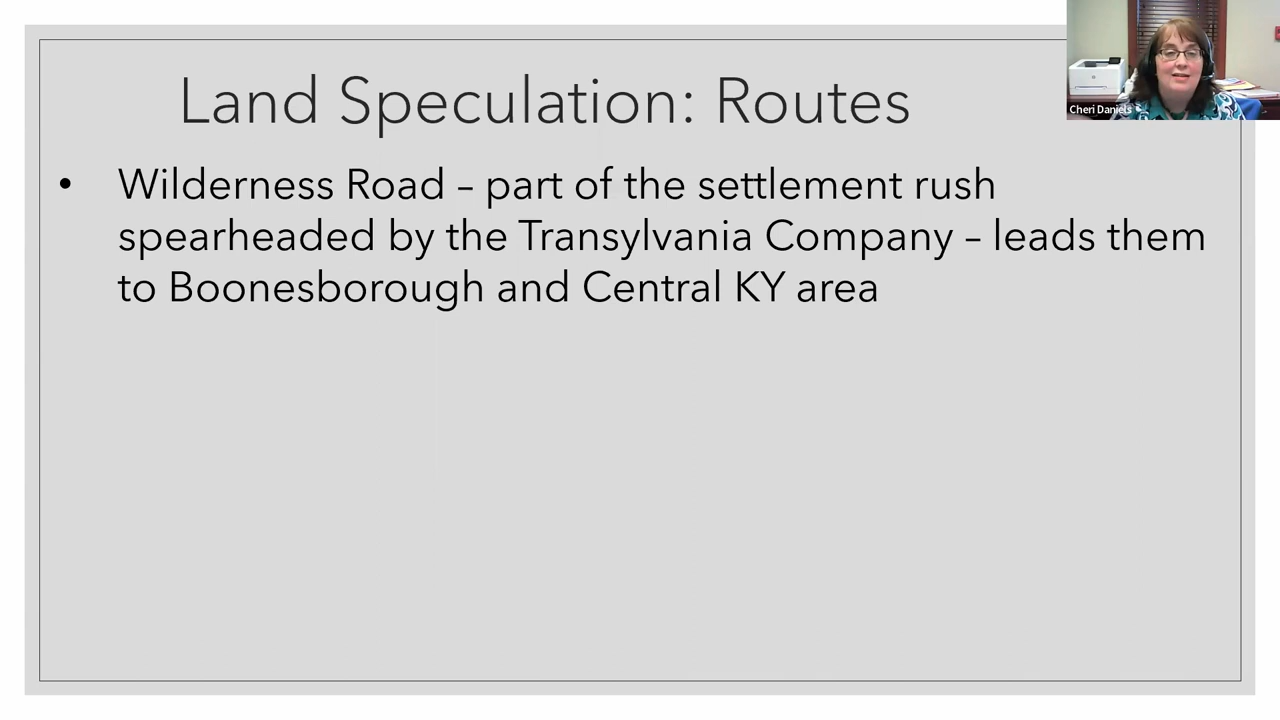 Land Speculation: Routes
Cheri Daniels
• Wilderness Road – part of the settlement rush
spearheaded by the Transylvania Company – leads them
to Boonesborough and Central KY area